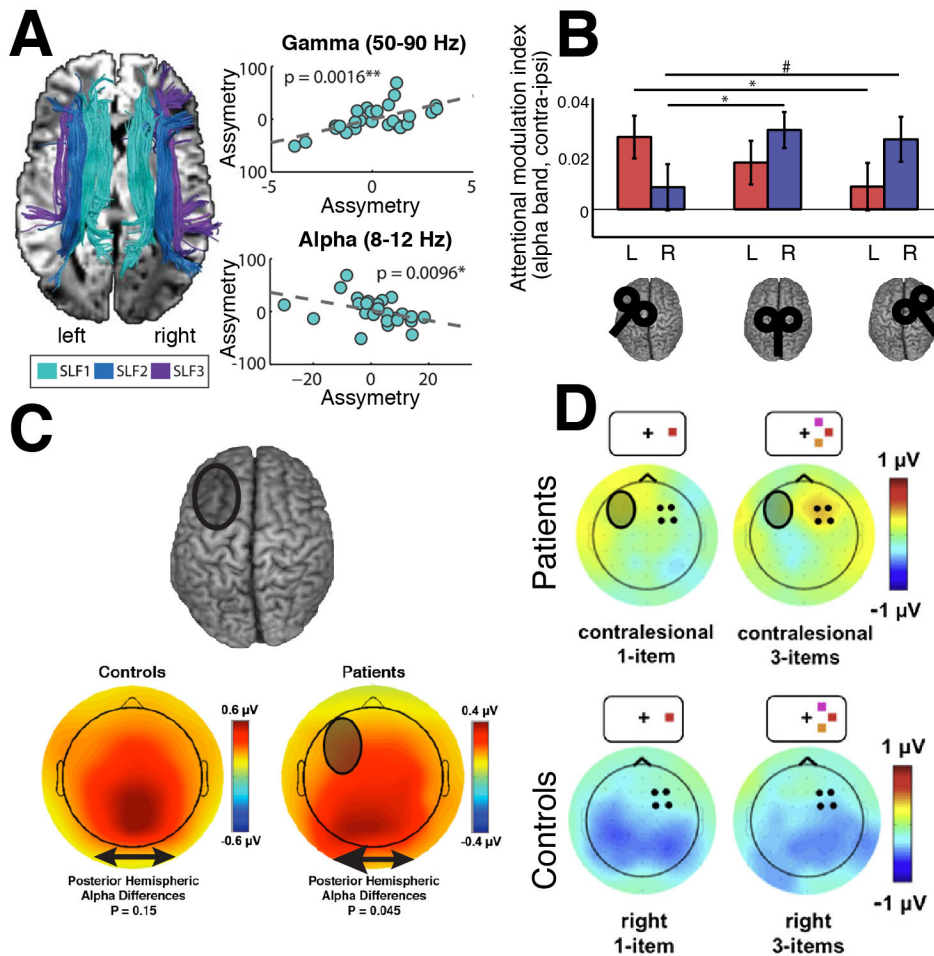 A
Gamma (50-90 Hz)
p = 0.0016**
Assymetry
100
0
100
-5
0
5
Assymetry
Alpha (8-12 Hz)
p = 0.0096*
Assymetry
100
0
-100
−20
0
20
Assymetry
left
right
SLF1
SLF2
SLF3
B
Attentional modulation index
(alpha band, contra-ipsi)
0.04
0.02
0
#
*
*
L
R
L
R
L
R
C
Controls
0.6 µV
-0.6 µV
Posterior Hemispheric
Alpha Differences
P = 0.15
Patients
0.4 µV
-0.4 µV
Posterior Hemispheric
Alpha Differences
P = 0.045
D
Patients
+
+
1 µV
-1 µV
contralesional
1-item
contralesional
3-items
Controls
+
+
1 µV
-1 µV
right
1-item
right
3-items